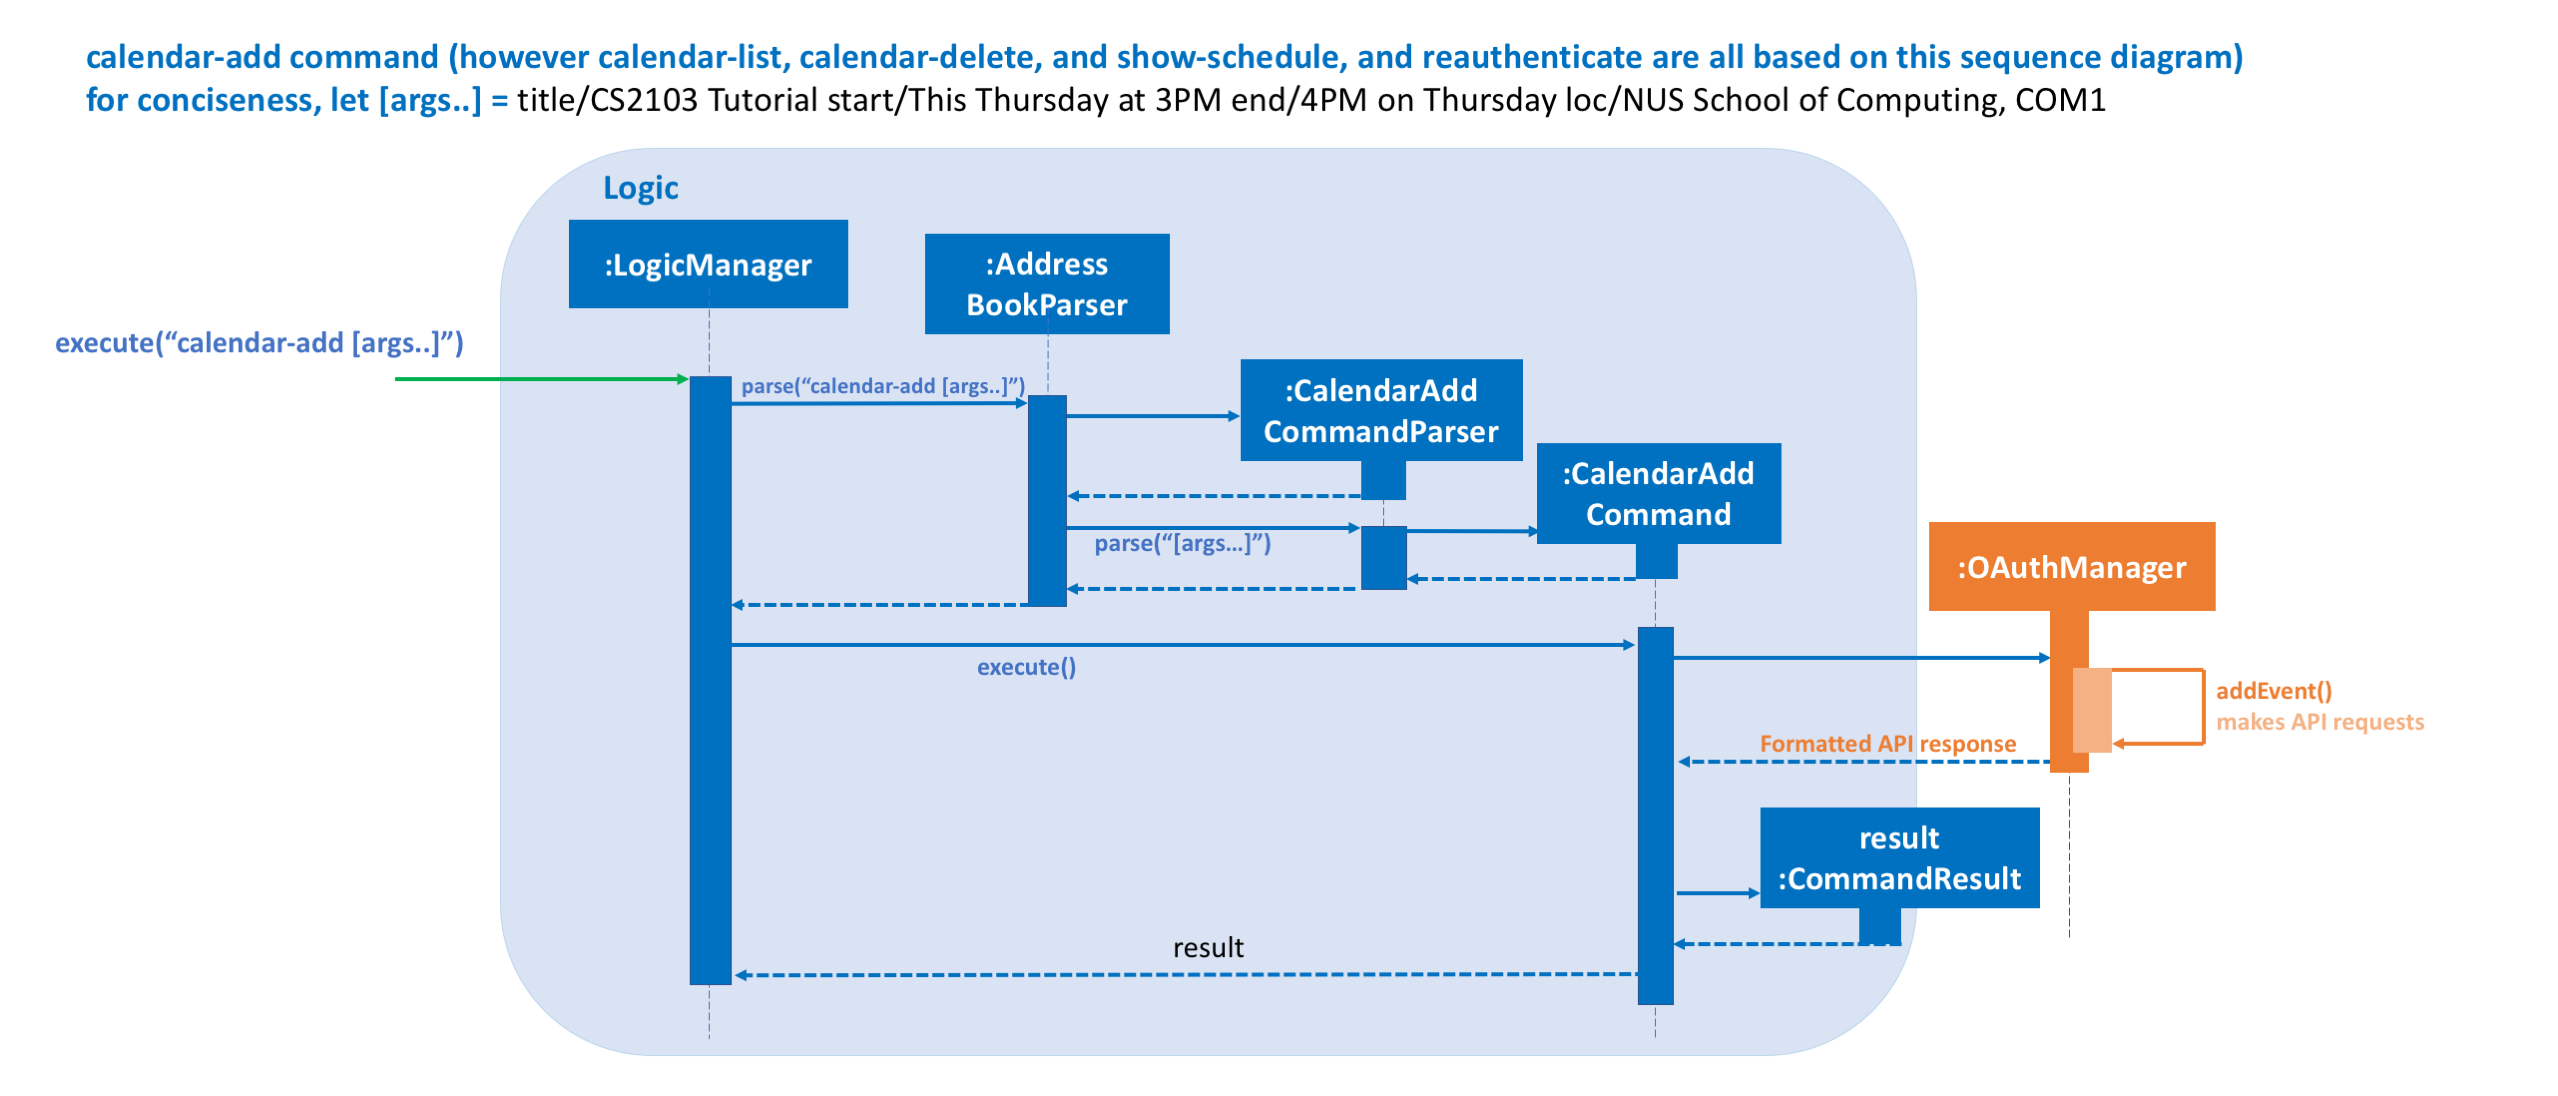 calendar-add command (however calendar-list, calendar-delete, and show-schedule, and reauthenticate are all based on this sequence diagram)
for conciseness, let [args..] = title/CS2103 Tutorial start/This Thursday at 3PM end/4PM on Thursday loc/NUS School of Computing, COM1
Logic
:LogicManager
:Address
BookParser
execute(“calendar-add [args..]”)
parse(“calendar-add [args..]”)
:CalendarAdd
CommandParser
:CalendarAdd
Command
parse(“[args...]”)
:OAuthManager
execute()
addEvent()
makes API requests
Formatted API response
result
:CommandResult
result